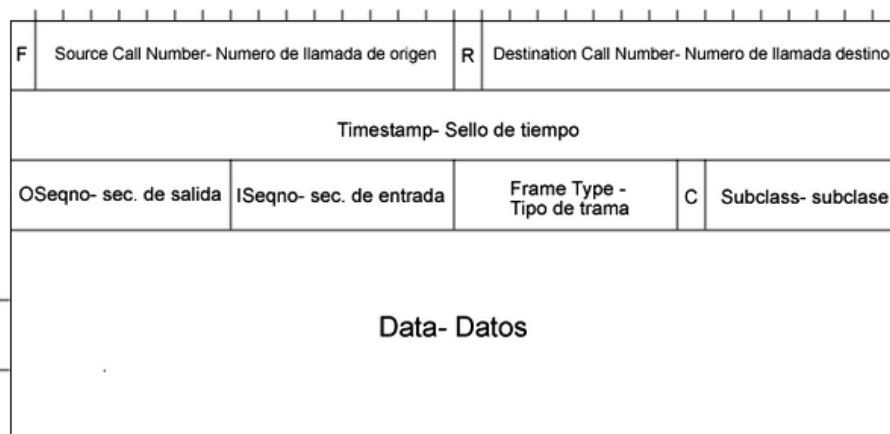 F
Source Call Number- Numero de llamada de origen
R
Destination Call Number- Numero de llamada destino
Timestamp- Sello de tiempo
OSeqno- sec. de salida
ISeqno- sec. de entrada
Frame Type -
Tipo de trama
C
Subclass- subclase
Data- Datos